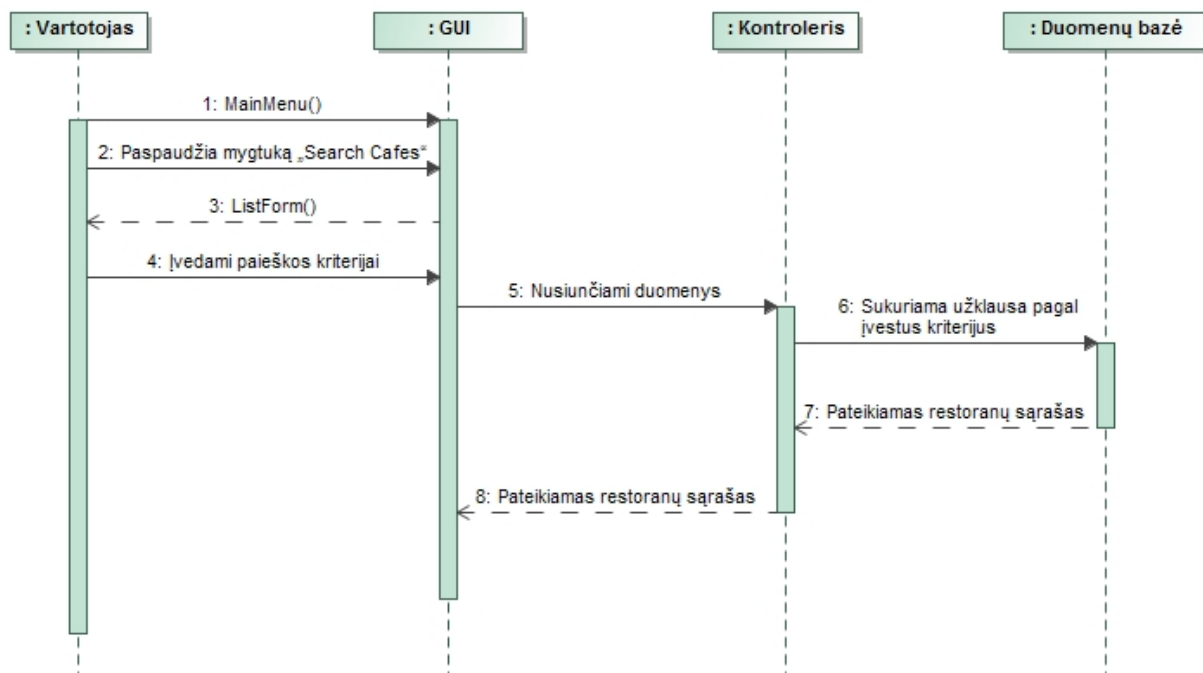 : Vartotojas
: GUI
: Kontroleris
: Duomenų bazė
1: MainMenu()
2: Paspaudžia mygtuką „Search Cafes“
3: ListForm()
4: Įvedami paieškos kriterijai
5: Nusiunčiami duomenys
6: Sukuriama užklausa pagal
įvestus kriterijus
7: Pateikiamas restoranų sąrašas
8: Pateikiamas restoranų sąrašas